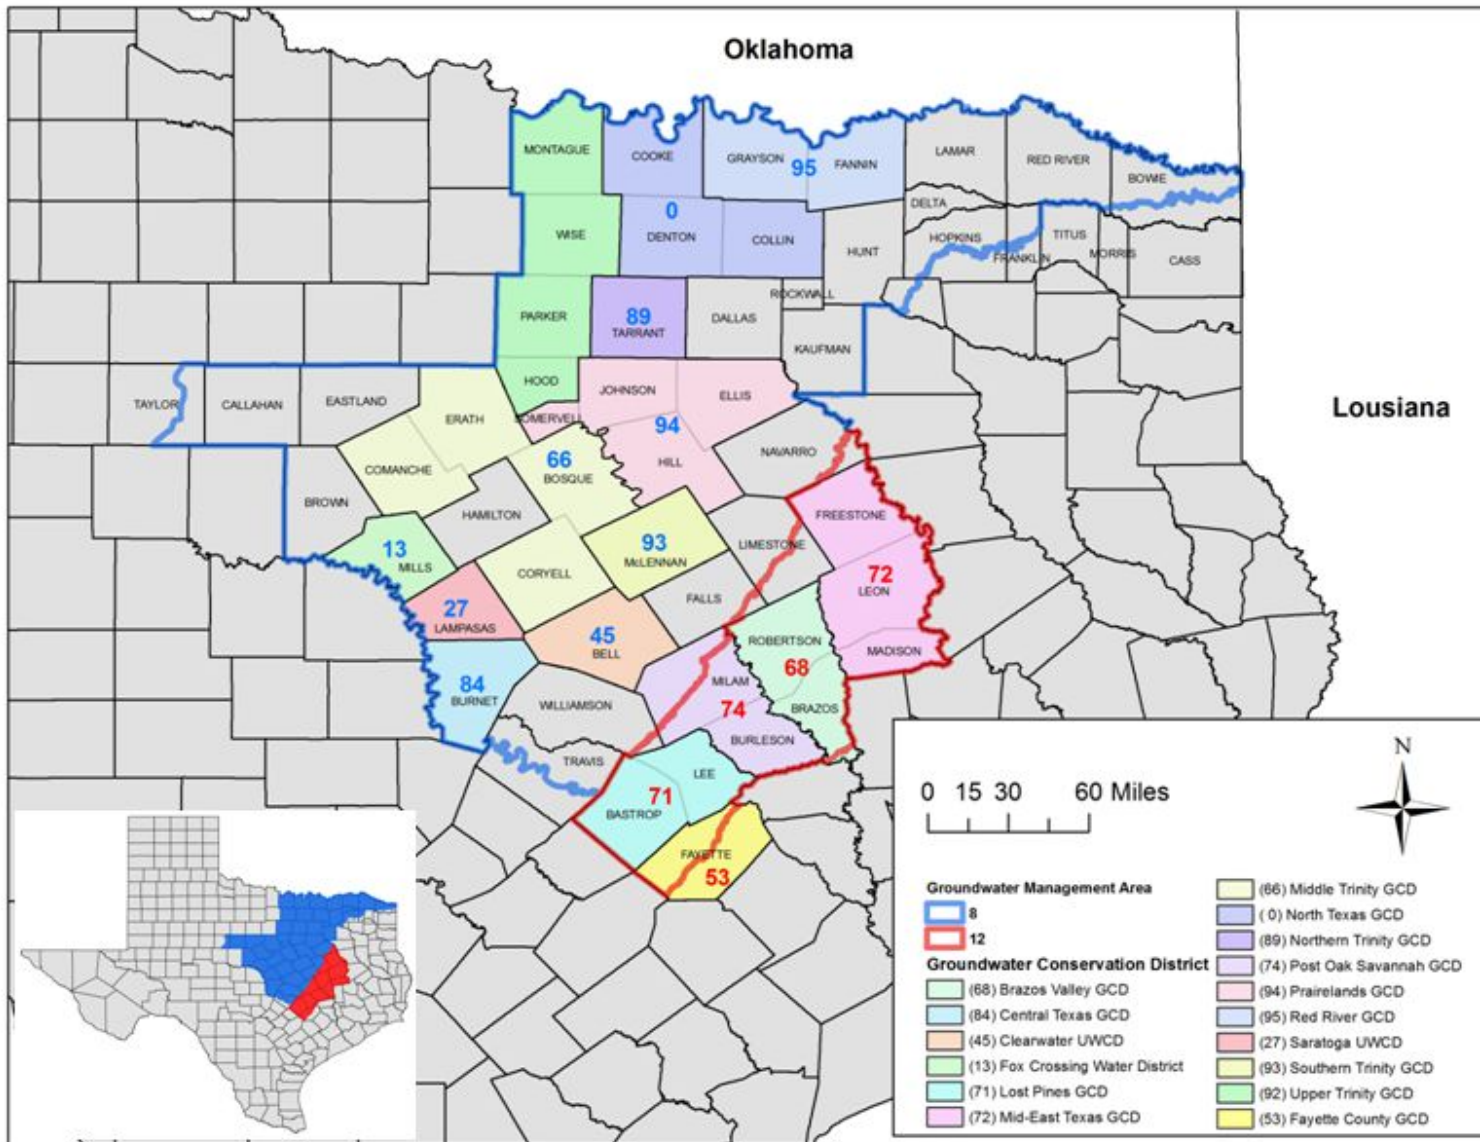 Oklahoma
MONTAGUE
COOKE
GRAYSON
95
FANNIN
LAMAR
RED RIVER
BOWIE
DELTA
0
WISE
DENTON
COLLIN
HUNT
HOPKINS
FRANKLIN
TITUS
MORRIS
CASS
ROCKWALL
PARKER
89
TARRANT
DALLAS
KAUFMAN
HOOD
JOHNSON
ELLIS
TAYLOR
CALLAHAN
EASTLAND
ERATH
SOMERVELL
94
Lousiana
66
BOSQUE
HILL
NAVARRO
COMANCHE
BROWN
HAMILTON
FREESTONE
13
MILLS
CORYELL
93
McLENNAN
LIMESTONE
72
LEON
27
LAMPASAS
FALLS
45
BELL
ROBERTSON
MADISON
68
84
BURNET
WILLIAMSON
MILAM
74
BRAZOS
BURLESON
TRAVIS
LEE
71
BASTROP
FAYETTE
53
N
0 15 30 60 Miles
Groundwater Management Area
8
12
Groundwater Conservation District
(68) Brazos Valley GCD
(84) Central Texas GCD
(45) Clearwater UWCD
(13) Fox Crossing Water District
(71) Lost Pines GCD
(72) Mid-East Texas GCD
(66) Middle Trinity GCD
( 0) North Texas GCD
(89) Northern Trinity GCD
(74) Post Oak Savannah GCD
(94) Prairelands GCD
(95) Red River GCD
(27) Saratoga UWCD
(93) Southern Trinity GCD
(92) Upper Trinity GCD
(53) Fayette County GCD